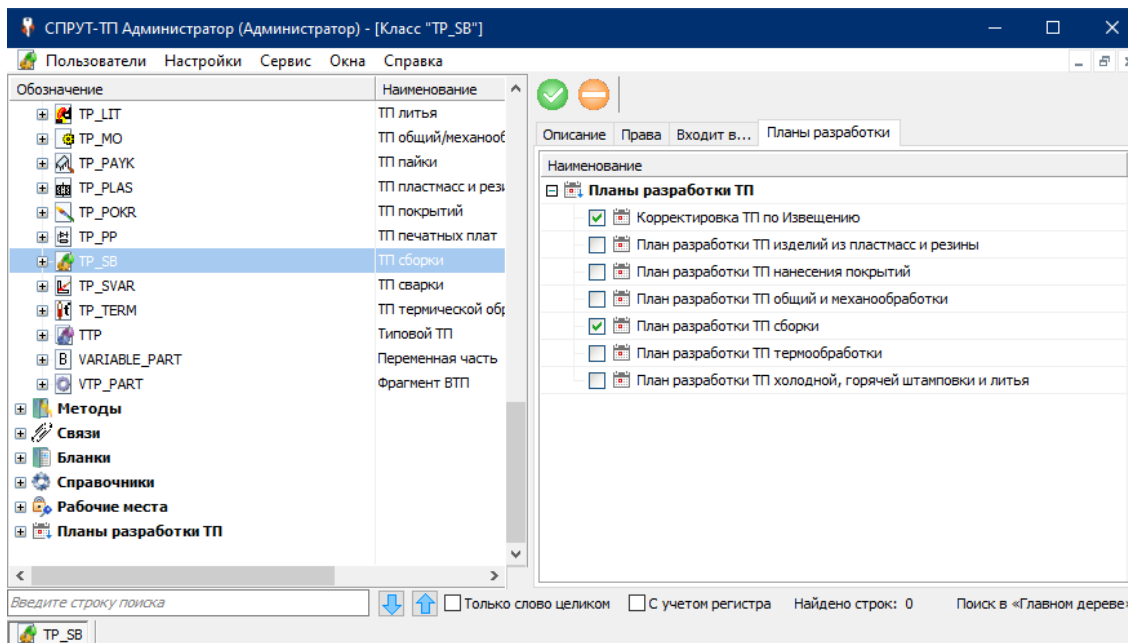 СПРУТ-ТП Администратор (Администратор) - [Класс "TP_SB"]
Пользователи Настройки Сервис Окна Справка
Обозначение Наименование
TP_LIT ТП литья
TP_MO ТП общий/механооб
TP_PAYK ТП пайки
TP_PLAS ТП пластмасс и рези
TP_POKR ТП покрытий
TP_PP ТП печатных плат
TP_SB ТП сборки
TP_SVAR ТП сварки
TP_TERM ТП термической обр
TTP Типовой ТП
VARIABLE_PART Переменная часть
VTP_PART Фрагмент ВТП
Методы
Связи
Бланки
Справочники
Рабочие места
Планы разработки ТП
Описание Права Входит в... Планы разработки
Наименование
Планы разработки ТП
Корректировка ТП по Извещению
План разработки ТП изделий из пластмасс и резины
План разработки ТП нанесения покрытий
План разработки ТП общий и механообработки
План разработки ТП сборки
План разработки ТП термообработки
План разработки ТП холодной, горячей штамповки и литья
Введите строку поиска Только слово целиком С учетом регистра Найдено строк: 0 Поиск в «Главном дереве»
TP_SB